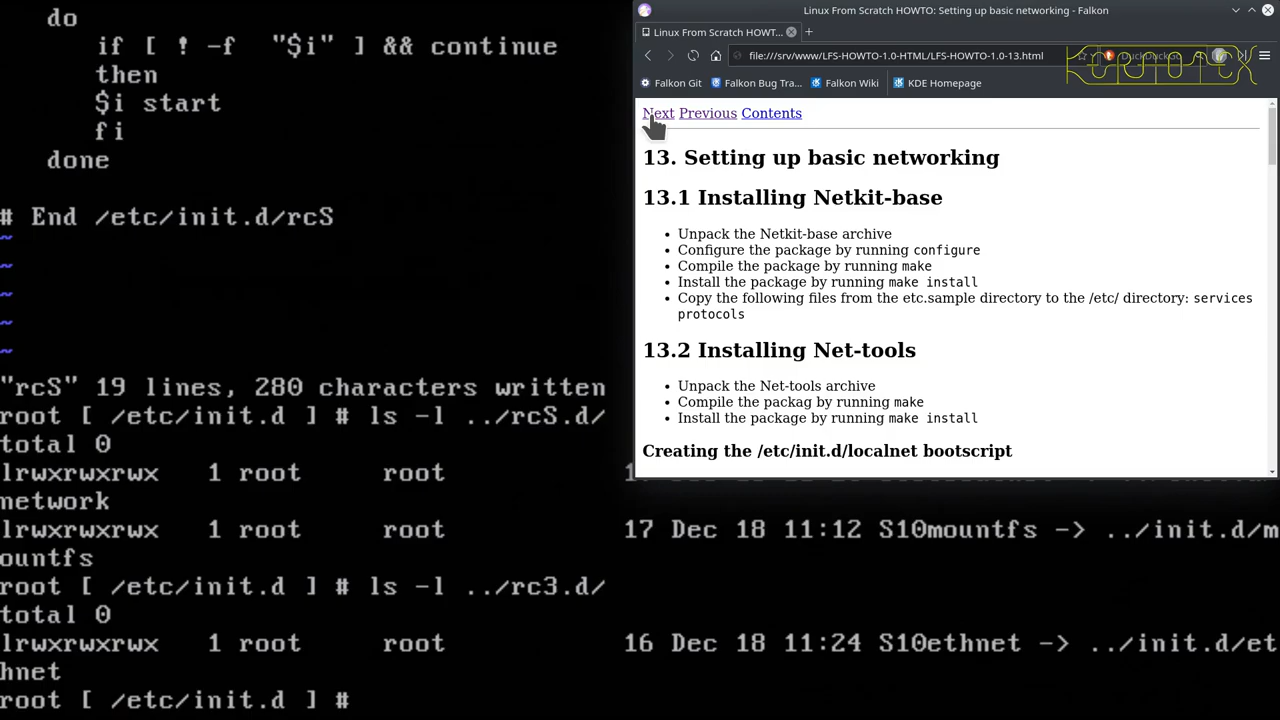 do
if [ ! -f "$i" ] && continue
then
$i start
fi
done
# End /etc/init.d/rcS
~
~
~
~
~
"rcS" 19 lines, 280 characters written
root [ /etc/init.d ] # ls -l ../rcS.d/
total 0
lrwxrwxrwx 1 root root
network
lrwxrwxrwx 1 root root 17 Dec 18 11:12 S10mountfs -> ../init.d/m
ountfs
root [ /etc/init.d ] # ls -l ../rc3.d/
total 0
lrwxrwxrwx 1 root root 16 Dec 18 11:24 S10ethnet -> ../init.d/et
hnet
root [ /etc/init.d ] #
Linux From Scratch HOWTO: Setting up basic networking - Falkon
Linux From Scratch HOWT...
file:///srv/www/LFS-HOWTO-1.0-HTML/LFS-HOWTO-1.0-13.html
Falkon Git Falkon Bug Tra... Falkon Wiki KDE Homepage
Next Previous Contents
13. Setting up basic networking
13.1 Installing Netkit-base
• Unpack the Netkit-base archive
• Configure the package by running configure
• Compile the package by running make
• Install the package by running make install
• Copy the following files from the etc.sample directory to the /etc/ directory: services
protocols
13.2 Installing Net-tools
• Unpack the Net-tools archive
• Compile the packag by running make
• Install the package by running make install
Creating the /etc/init.d/localnet bootscript